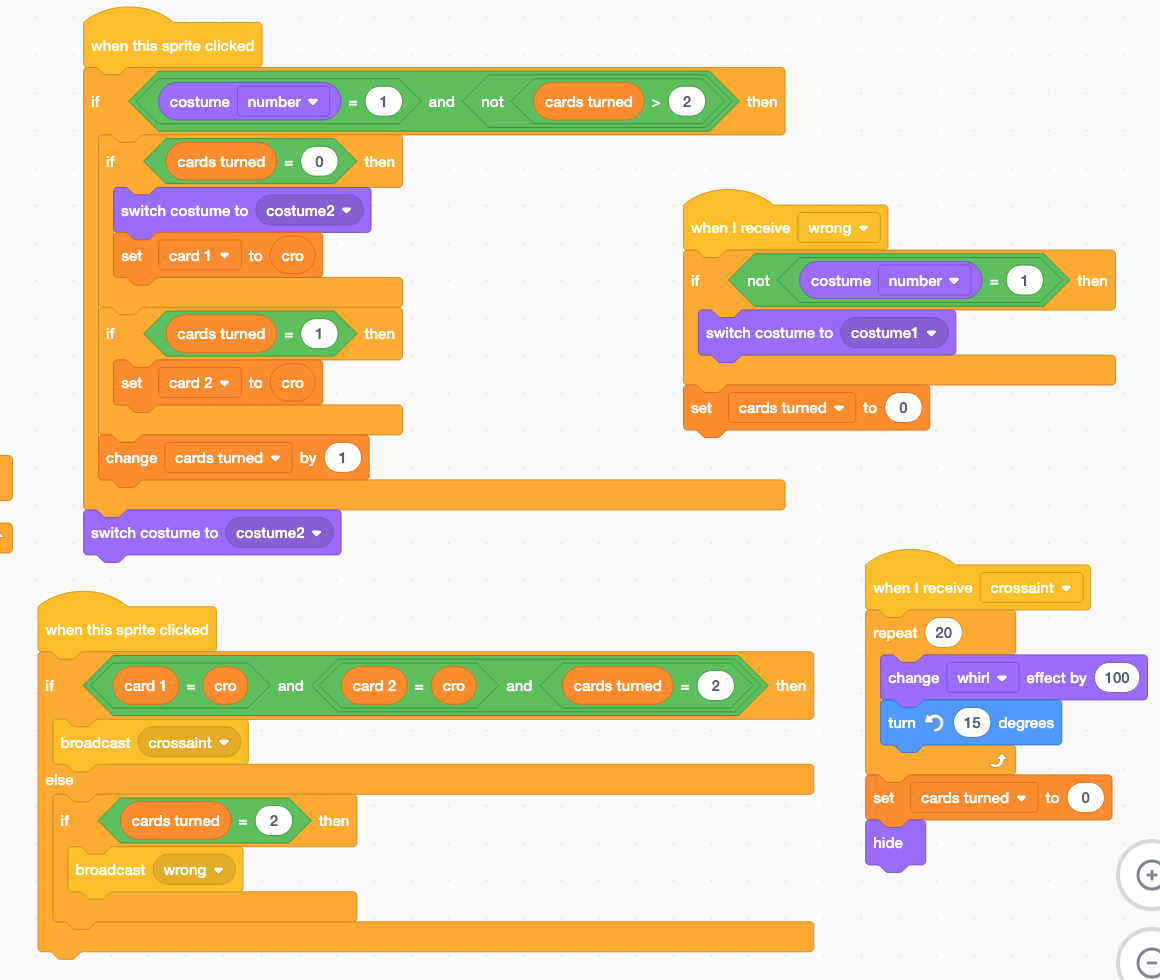 when this sprite clicked
if costume number = 1 and not cards turned > 2 then
if cards turned = 0 then
switch costume to costume2
set card 1 to cro
if cards turned = 1 then
set card 2 to cro
change cards turned by 1
switch costume to costume2
when I receive wrong
if not costume number = 1 then
switch costume to costume1
set cards turned to 0
when this sprite clicked
if card 1 = cro and card 2 = cro and cards turned = 2 then
broadcast crossaint
else
if cards turned = 2 then
broadcast wrong
when I receive crossaint
repeat 20
change whirl effect by 100
turn 15 degrees
set cards turned to 0
hide